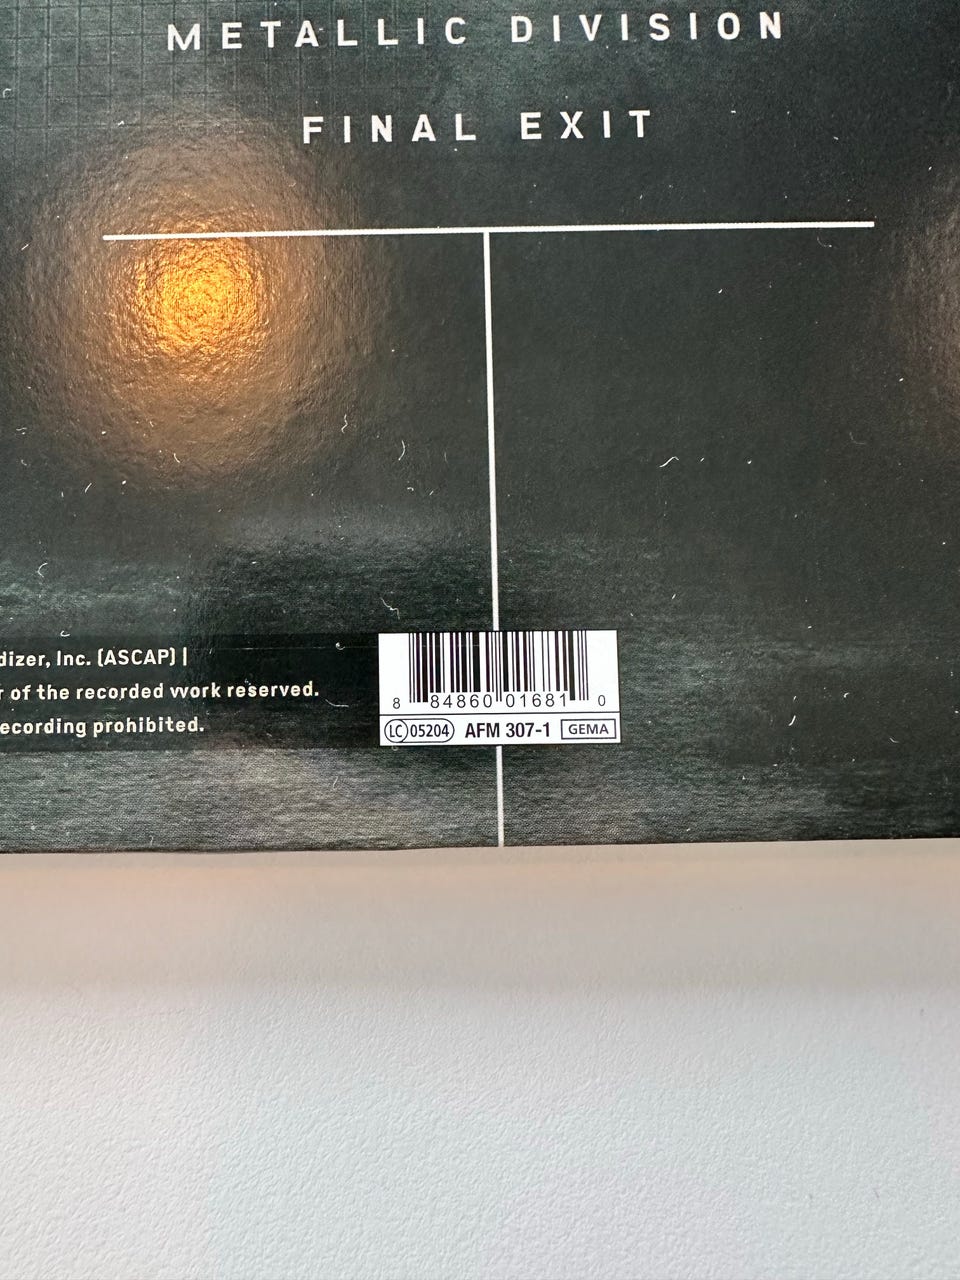 METALLIC DIVISION
FINAL EXIT
dizer, Inc. (ASCAP) |
of the recorded work reserved.
ecording prohibited.
8 84860 01681 0
LC 05204 AFM 307-1 GEMA